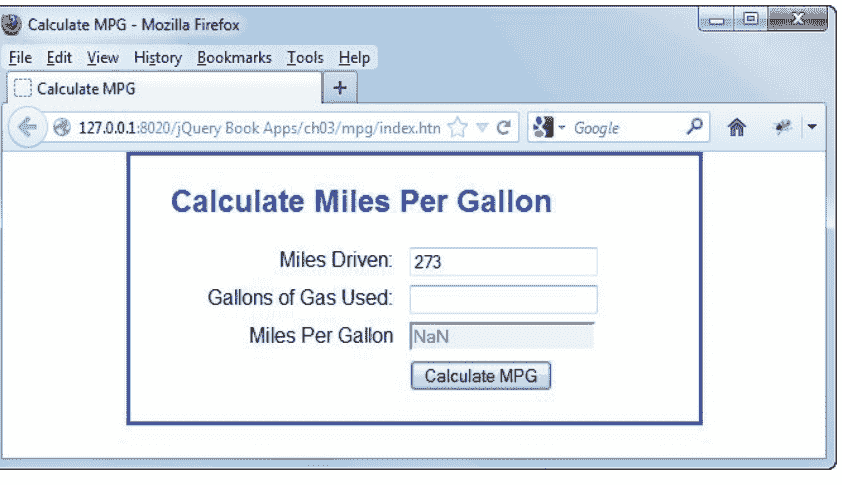 Calculate MPG - Mozilla Firefox
File Edit View History Bookmarks Tools Help
Calculate MPG +
127.0.0.1:8020/jQuery Book Apps/ch03/mpg/index.htn Google
Calculate Miles Per Gallon
Miles Driven: 273
Gallons of Gas Used:
Miles Per Gallon NaN
Calculate MPG